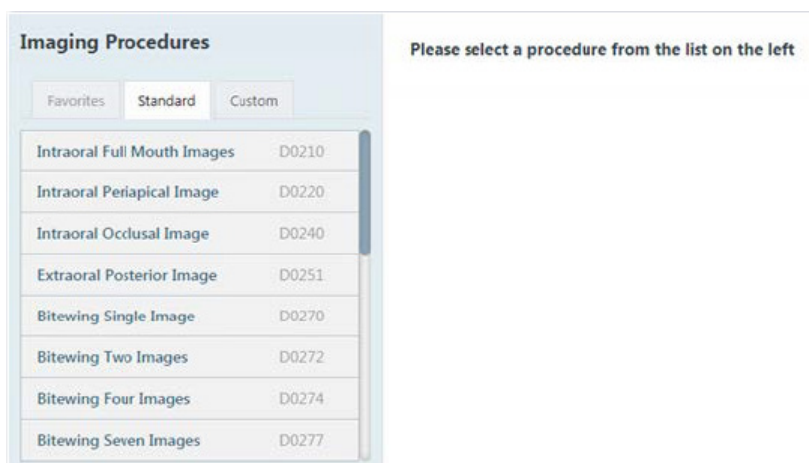 Imaging Procedures
Please select a procedure from the list on the left
Favorites Standard Custom
Intraoral Full Mouth Images D0210
Intraoral Periapical Image D0220
Intraoral Occlusal Image D0240
Extraoral Posterior Image D0251
Bitewing Single Image D0270
Bitewing Two Images D0272
Bitewing Four Images D0274
Bitewing Seven Images D0277